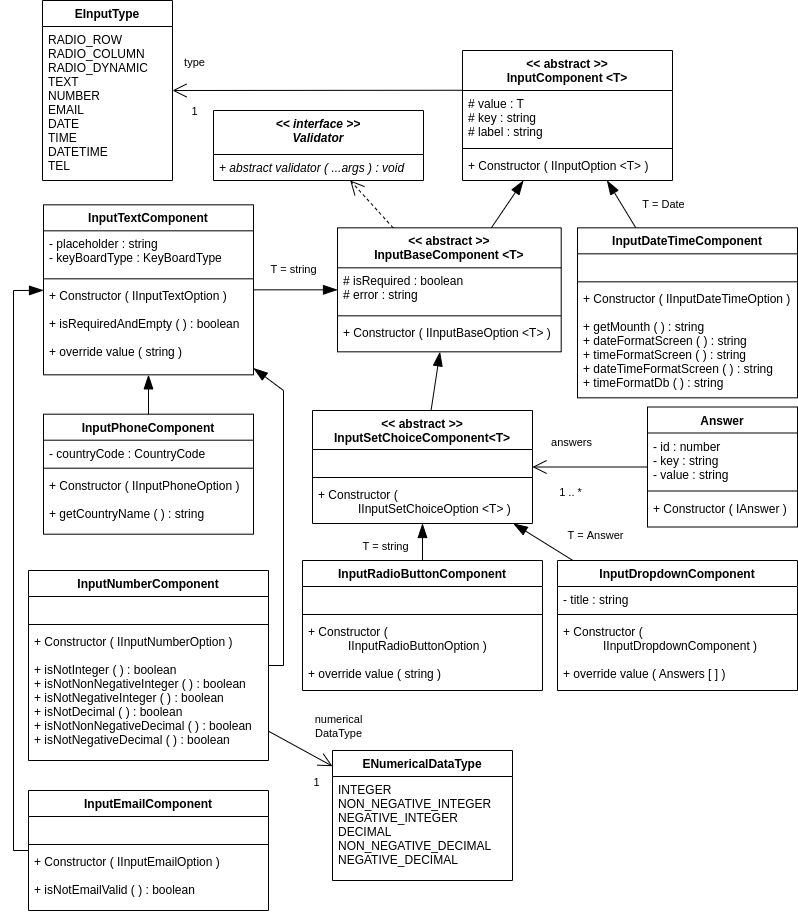 EInputType
RADIO_ROW
RADIO_COLUMN
RADIO_DYNAMIC
TEXT
NUMBER
EMAIL
DATE
TIME
DATETIME
TEL
type
1
<< abstract >>
InputComponent <T>
# value : T
# key : string
# label : string
+ Constructor ( IInputOption <T> )
<< interface >>
Validator
+ abstract validator ( ...args ) : void
InputTextComponent
- placeholder : string
- keyBoardType : KeyBoardType
+ Constructor ( IInputTextOption )
+ isRequiredAndEmpty ( ) : boolean
+ override value ( string )
T = string
<< abstract >>
InputBaseComponent <T>
# isRequired : boolean
# error : string
+ Constructor ( IInputBaseOption <T> )
T = Date
InputDateTimeComponent
+ Constructor ( IInputDateTimeOption )
+ getMounth ( ) : string
+ dateFormatScreen ( ) : string
+ timeFormatScreen ( ) : string
+ dateTimeFormatScreen ( ) : string
+ timeFormatDb ( ) : string
InputPhoneComponent
- countryCode : CountryCode
+ Constructor ( IInputPhoneOption )
+ getCountryName ( ) : string
<< abstract >>
InputSetChoiceComponent<T>
+ Constructor (
IInputSetChoiceOption <T> )
answers
1 .. *
Answer
- id : number
- key : string
- value : string
+ Constructor ( IAnswer )
T = string
T = Answer
InputNumberComponent
+ Constructor ( IInputNumberOption )
+ isNotInteger ( ) : boolean
+ isNotNonNegativeInteger ( ) : boolean
+ isNotNegativeInteger ( ) : boolean
+ isNotDecimal ( ) : boolean
+ isNotNonNegativeDecimal ( ) : boolean
+ isNotNegativeDecimal ( ) : boolean
InputRadioButtonComponent
+ Constructor (
IInputRadioButtonOption )
+ override value ( string )
InputDropdownComponent
- title : string
+ Constructor (
IInputDropdownComponent )
+ override value ( Answers [ ] )
numerical
DataType
1
ENumericalDataType
INTEGER
NON_NEGATIVE_INTEGER
NEGATIVE_INTEGER
DECIMAL
NON_NEGATIVE_DECIMAL
NEGATIVE_DECIMAL
InputEmailComponent
+ Constructor ( IInputEmailOption )
+ isNotEmailValid ( ) : boolean